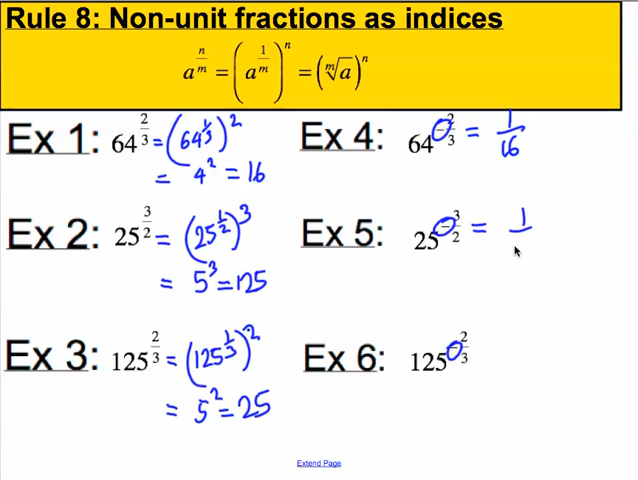 Rule 8: Non-unit fractions as indices
a^(n/m) = (a^(1/m))^n = (ᵐ√a)^n
Ex 1: 64^(2/3) = (64^(1/3))^2
= 4^2 = 16
Ex 2: 25^(3/2) = (25^(1/2))^3
= 5^3 = 125
Ex 3: 125^(2/3) = (125^(1/3))^2
= 5^2 = 25
Ex 4: 64^(-2/3) = 1/16
Ex 5: 25^(-3/2) = 1/
Ex 6: 125^(-2/3)
Extend Page